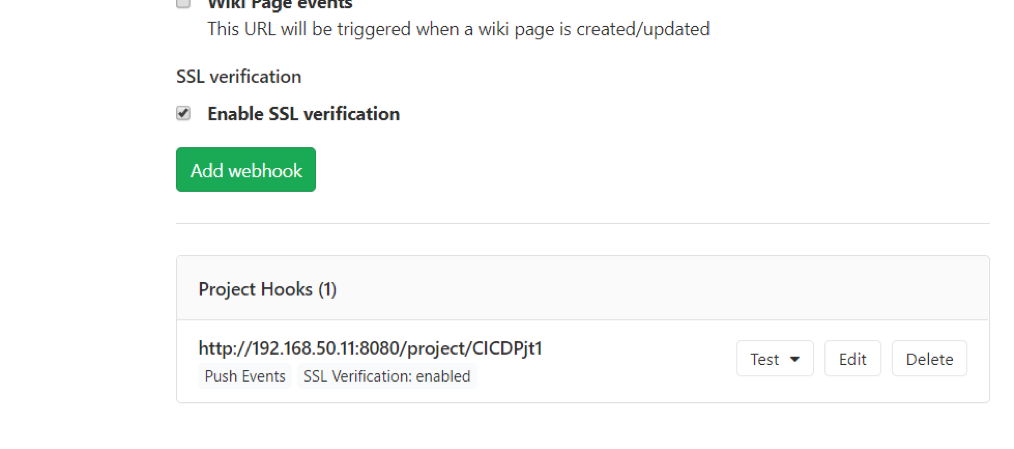 Wiki Page events
This URL will be triggered when a wiki page is created/updated
SSL verification
Enable SSL verification
Add webhook
Project Hooks (1)
http://192.168.50.11:8080/project/CICDPjt1
Test Edit Delete
Push Events SSL Verification: enabled